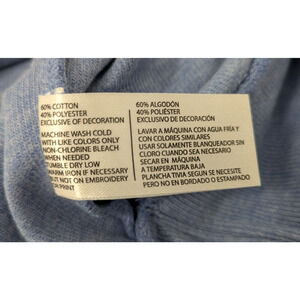 60% COTTON
40% POLYESTER
EXCLUSIVE OF DECORATION
MACHINE WASH COLD
WITH LIKE COLORS ONLY
NON-CHLORINE BLEACH
WHEN NEEDED
TUMBLE DRY LOW
WARM IRON IF NECESSARY
BUT NOT ON EMBROIDERY
OR PRINT
60% ALGODÓN
40% POLIÉSTER
EXCLUSIVO DE DECORACIÓN
LAVAR A MÁQUINA CON AGUA FRÍA Y
CON COLORES SIMILARES
USAR SOLAMENTE BLANQUEADOR SIN
CLORO CUANDO SEA NECESARIO
SECAR EN MÁQUINA
A TEMPERATURA BAJA
PLANCHA TIVIA SEGUN SE NECESITE
PERO NO EN BORDADO O ESTAMPADO